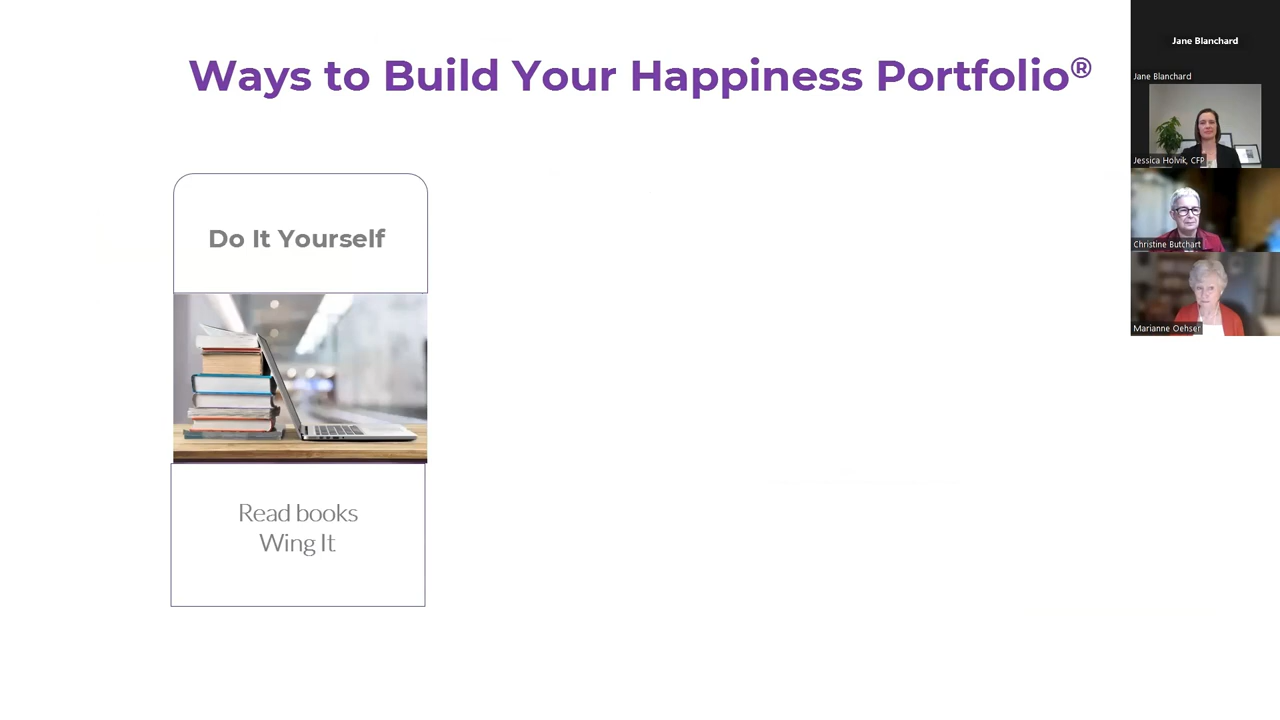 Ways to Build Your Happiness Portfolio®
Do It Yourself
Read books
Wing It
Jane Blanchard
Jane Blanchard
Jessica Holvik, CFP
Christine Butchart
Marianne Oehser